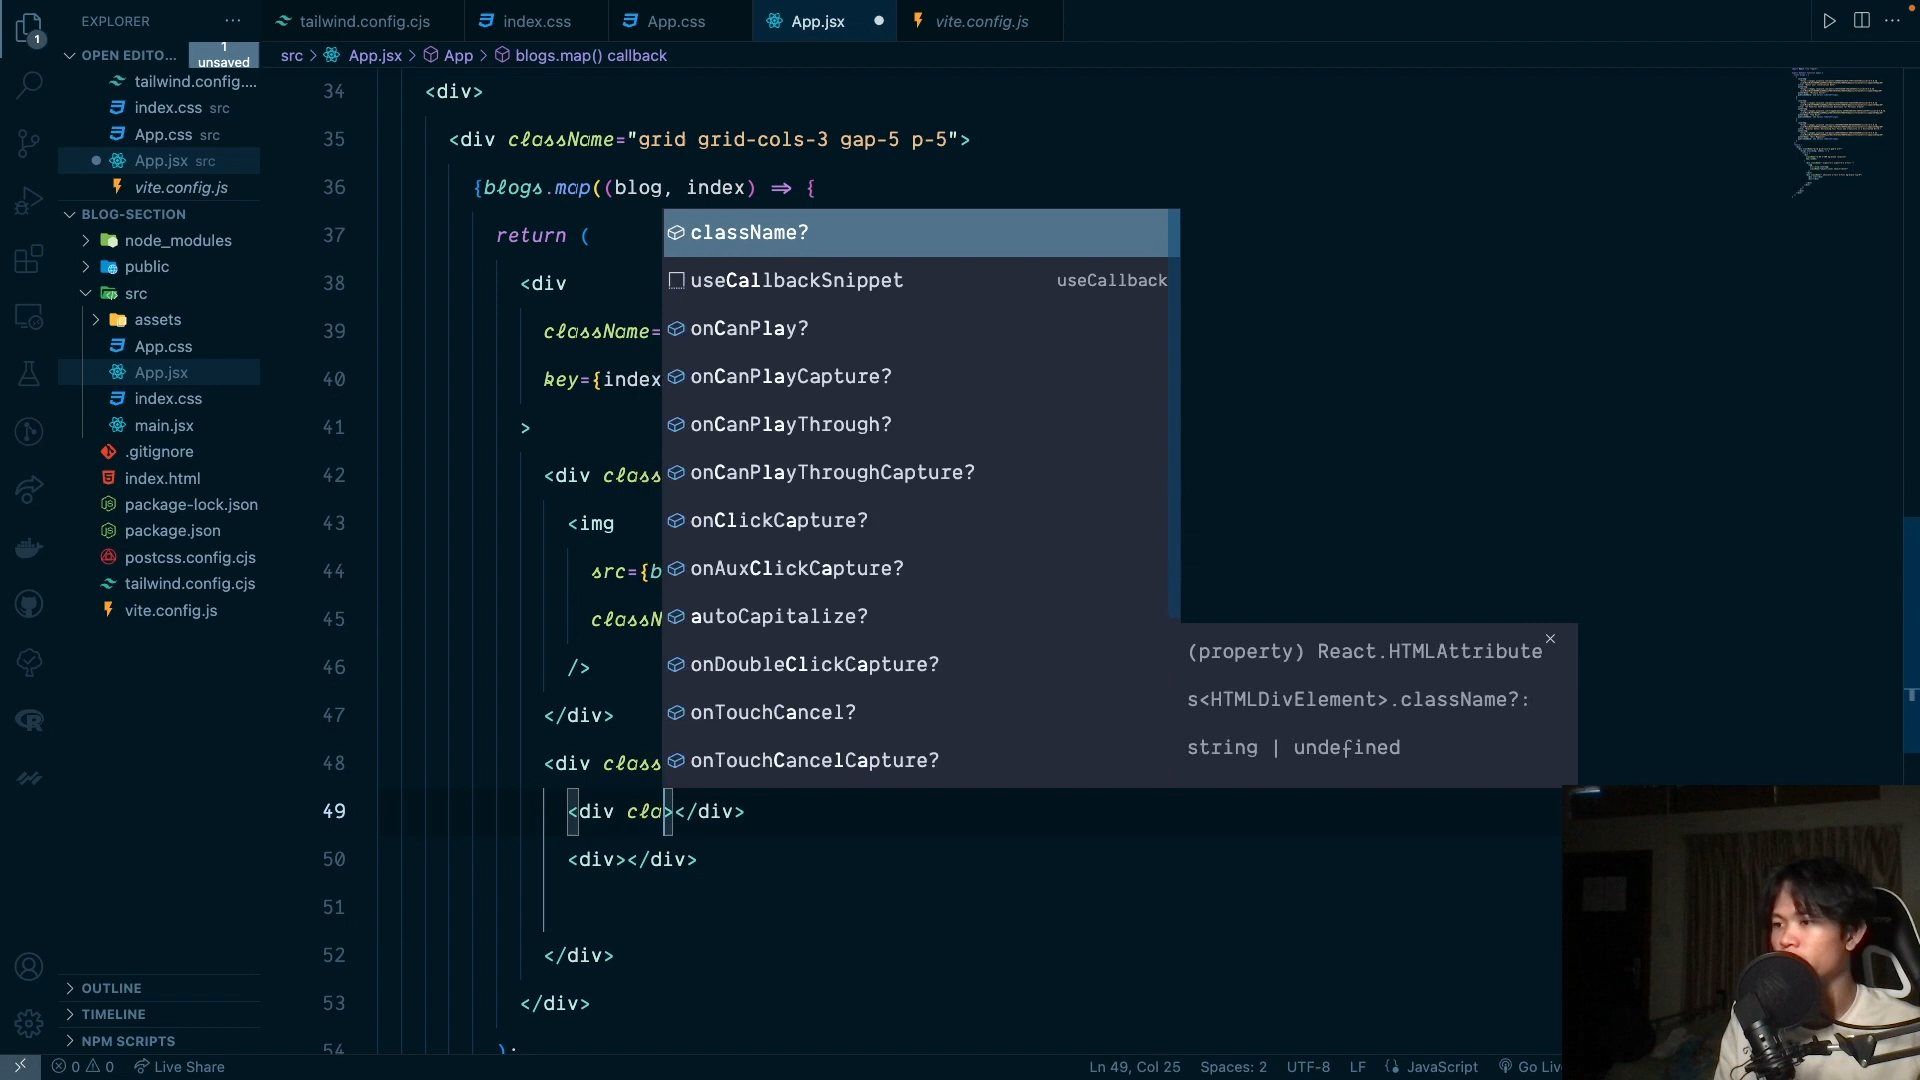 EXPLORER
tailwind.config.cjs
index.css
App.css
App.jsx
vite.config.js
OPEN EDITO...
1 unsaved
src > App.jsx > App > blogs.map() callback
tailwind.config....
index.css src
App.css src
App.jsx src
vite.config.js
BLOG-SECTION
node_modules
public
src
assets
App.css
App.jsx
index.css
main.jsx
.gitignore
index.html
package-lock.json
package.json
postcss.config.cjs
tailwind.config.cjs
vite.config.js
OUTLINE
TIMELINE
NPM SCRIPTS
1
34 <div>
35 <div className="grid grid-cols-3 gap-5 p-5">
36 {blogs.map((blog, index) => {
37 return (
38 <div
39 className=
40 key={index
41 >
42 <div class
43 <img
44 src={b
45 classN
46 />
47 </div>
48 <div class
49 <div cla></div>
50 <div></div>
51
52 </div>
53 </div>
54 );
className?
useCallbackSnippet useCallback
onCanPlay?
onCanPlayCapture?
onCanPlayThrough?
onCanPlayThroughCapture?
onClickCapture?
onAuxClickCapture?
autoCapitalize?
onDoubleClickCapture?
onTouchCancel?
onTouchCancelCapture?
(property) React.HTMLAttribute
s<HTMLDivElement>.className?:
string | undefined
0 0 Live Share
Ln 49, Col 25 Spaces: 2 UTF-8 LF JavaScript Go Liv